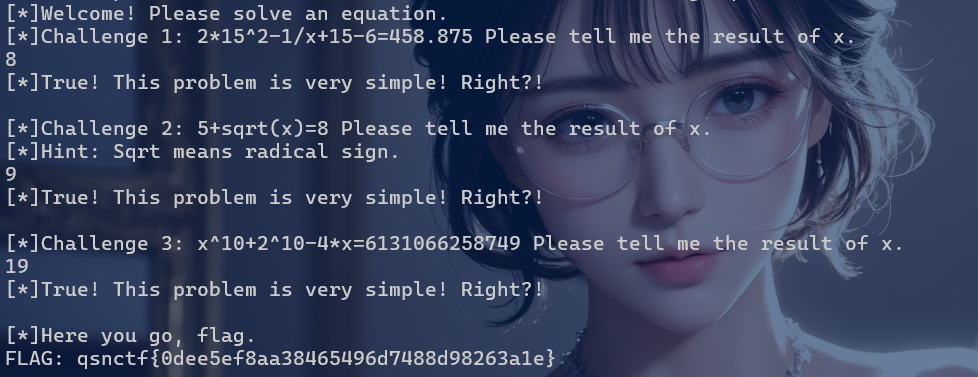 [*]Welcome! Please solve an equation.
[*]Challenge 1: 2*15^2-1/x+15-6=458.875 Please tell me the result of x.
8
[*]True! This problem is very simple! Right?!
[*]Challenge 2: 5+sqrt(x)=8 Please tell me the result of x.
[*]Hint: Sqrt means radical sign.
9
[*]True! This problem is very simple! Right?!
[*]Challenge 3: x^10+2^10-4*x=6131066258749 Please tell me the result of x.
19
[*]True! This problem is very simple! Right?!
[*]Here you go, flag.
FLAG: qsnctf{0dee5ef8aa38465496d7488d98263a1e}